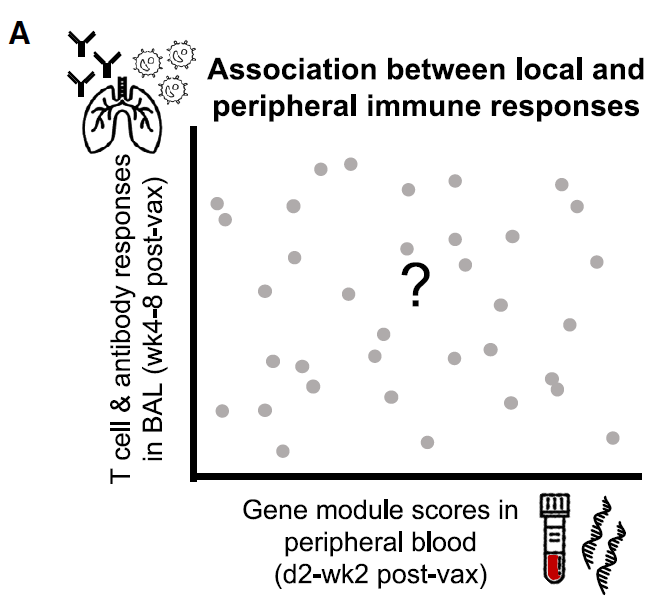 A
Association between local and
peripheral immune responses
T cell & antibody responses
in BAL (wk4-8 post-vax)
?
Gene module scores in
peripheral blood
(d2-wk2 post-vax)